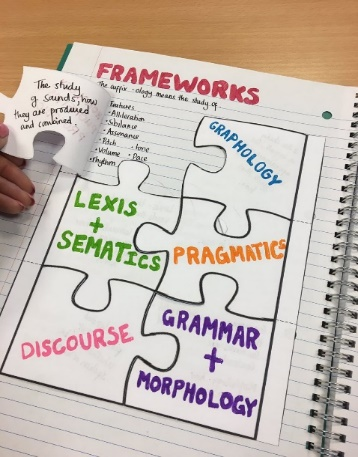 FRAMEWORKS
The suffix -ology means the study of
The study
of sounds, how
they are produced
and combined.
Features
• Alliteration
• Sibilance
• Assonance
• Pitch
• Tone
• Volume
• Pace
• Rhythm
GRAPHOLOGY
LEXIS
+
SEMATICS
PRAGMATICS
DISCOURSE
GRAMMAR
+
MORPHOLOGY